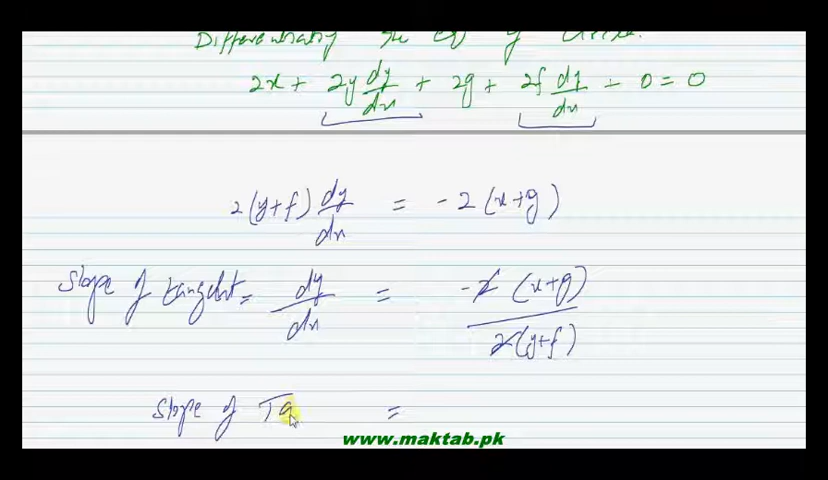 Differentiating the eq of Circle.
2x + 2y dy/dx + 2g + 2f dy/dx + 0 = 0
2(y+f) dy/dx = -2(x+g)
Slope of tangent = dy/dx = -2(x+g)/2(y+f)
Slope of Ta =
www.maktab.pk